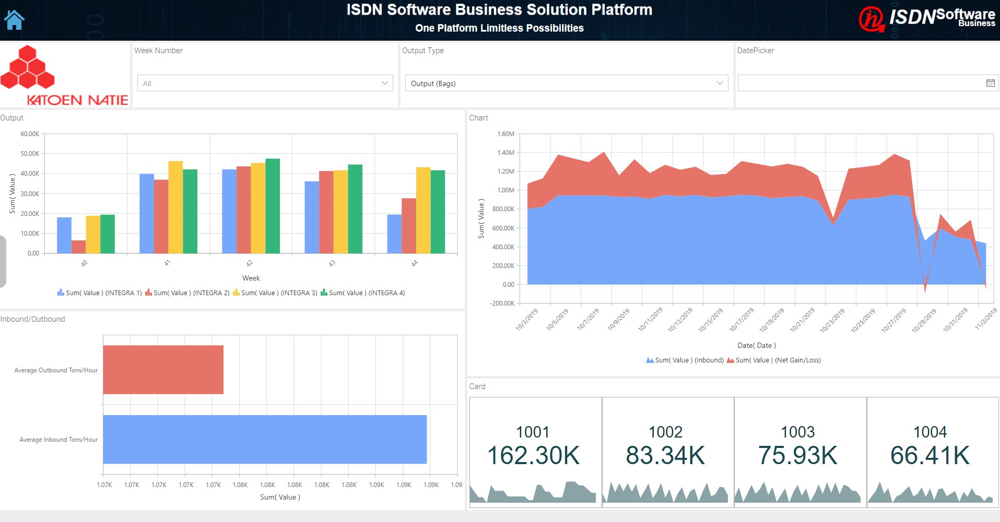 ISDN Software Business Solution Platform
One Platform Limitless Possibilities
ISDN Software Business
KATOEN NATIE
Week Number
All
Output Type
Output (Bags)
DatePicker
Output
60.00K
50.00K
40.00K
30.00K
20.00K
10.00K
0.00
Sum( Value )
40 41 42 43 44
Week
Sum( Value ) (INTEGRA 1) Sum( Value ) (INTEGRA 2) Sum( Value ) (INTEGRA 3) Sum( Value ) (INTEGRA 4)
Chart
1.60M
1.40M
1.20M
1.00M
800.00K
600.00K
400.00K
200.00K
0.00
-200.00K
Sum( Value )
10/3/2019 10/5/2019 10/7/2019 10/9/2019 10/11/2019 10/13/2019 10/15/2019 10/17/2019 10/19/2019 10/21/2019 10/23/2019 10/25/2019 10/27/2019 10/29/2019 10/31/2019 11/2/2019
Date( Date )
Sum( Value ) (Inbound) Sum( Value ) (Net Gain/Loss)
Inbound/Outbound
Average Outbound Tons/Hour
Average Inbound Tons/Hour
1.07K 1.07K 1.07K 1.07K 1.07K 1.08K 1.08K 1.08K 1.08K 1.08K 1.09K 1.09K 1.09K 1.09
Sum( Value )
Card
1001
162.30K
1002
83.34K
1003
75.93K
1004
66.41K